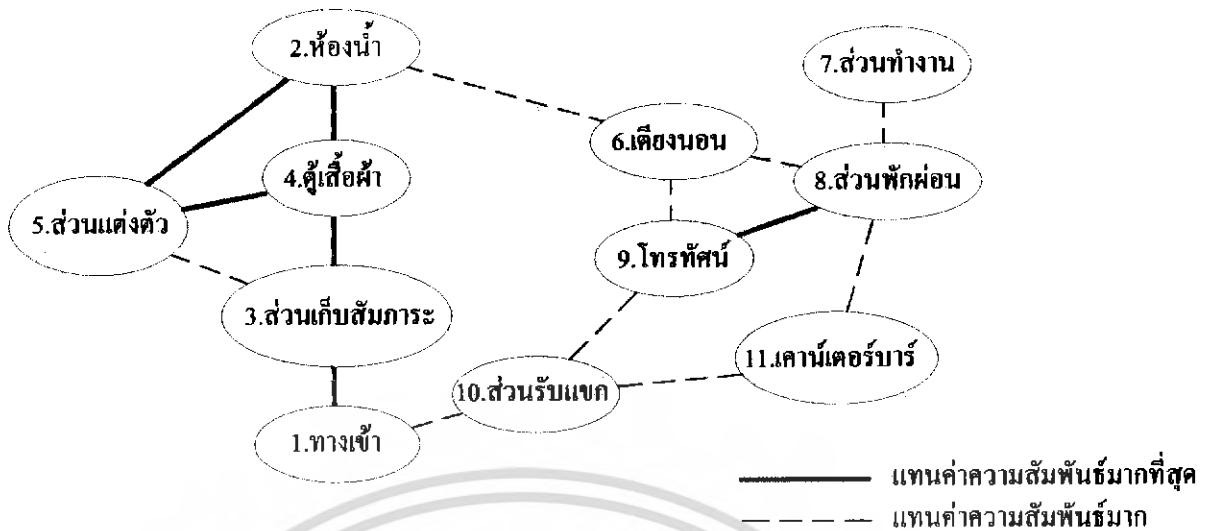 2.ห้องน้ำ
7.ส่วนทำงาน
6.เตียงนอน
4.ตู้เสื้อผ้า
8.ส่วนพักผ่อน
5.ส่วนแต่งตัว
9.โทรทัศน์
3.ส่วนเก็บสัมภาระ
11.เคาน์เตอร์บาร์
10.ส่วนรับแขก
1.ทางเข้า
แทนค่าความสัมพันธ์มากที่สุด
แทนค่าความสัมพันธ์มาก